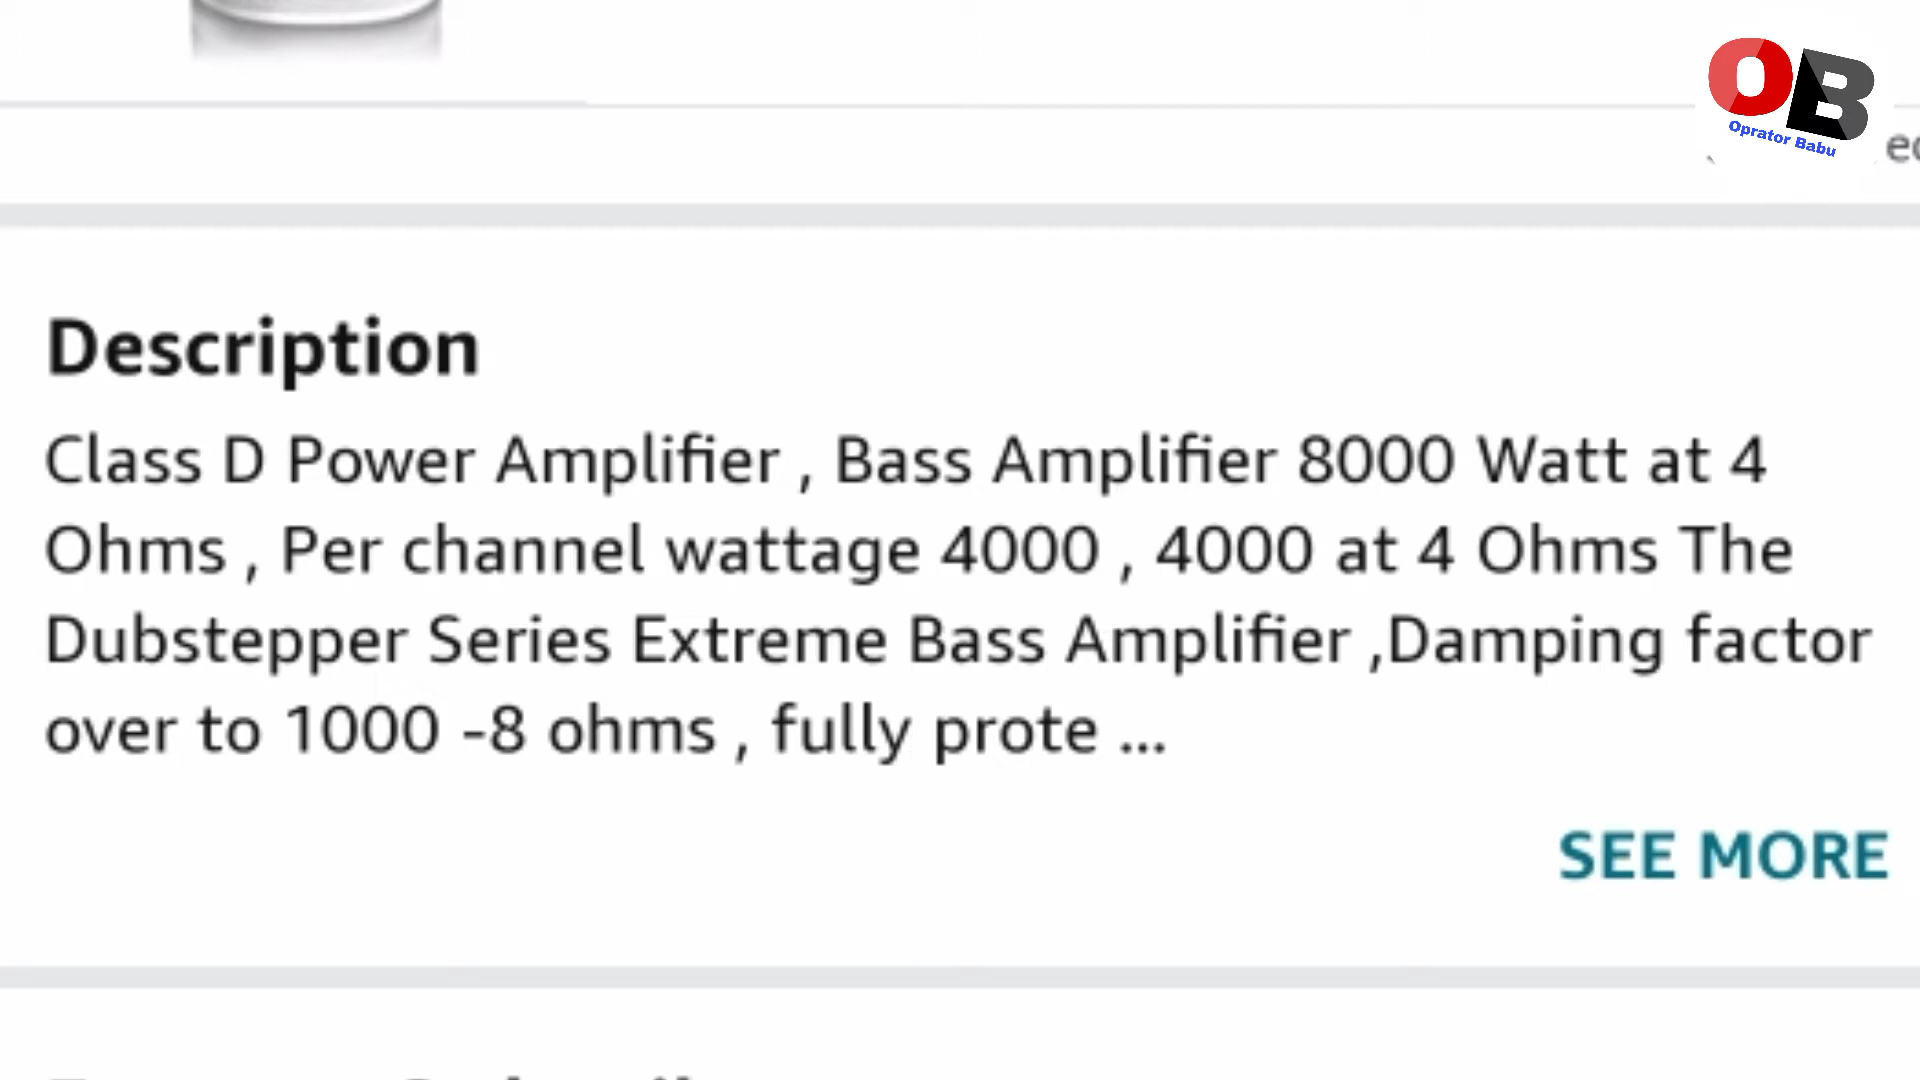 OB
Oprator Babu
Description
Class D Power Amplifier , Bass Amplifier 8000 Watt at 4
Ohms , Per channel wattage 4000 , 4000 at 4 Ohms The
Dubstepper Series Extreme Bass Amplifier ,Damping factor
over to 1000 -8 ohms , fully prote ...
SEE MORE